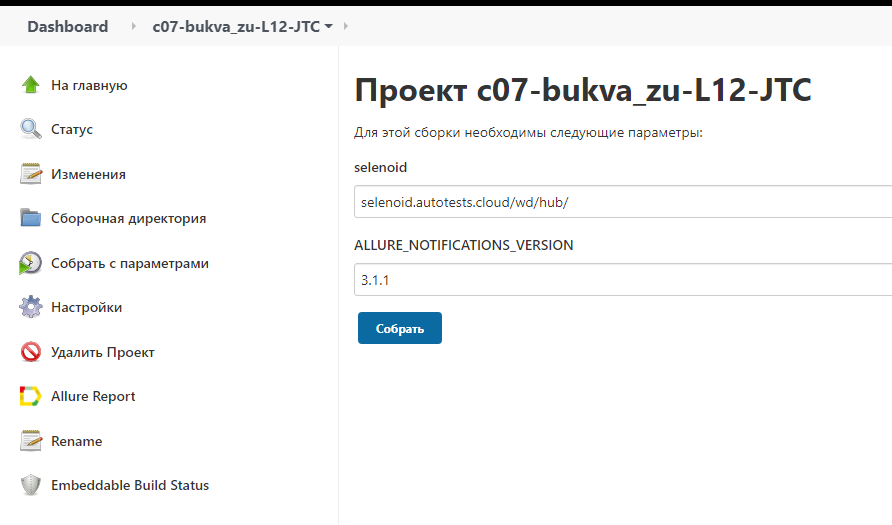 Dashboard c07-bukva_zu-L12-JTC
На главную
Статус
Изменения
Сборочная директория
Собрать с параметрами
Настройки
Удалить Проект
Allure Report
Rename
Embeddable Build Status
Проект c07-bukva_zu-L12-JTC
Для этой сборки необходимы следующие параметры:
selenoid
selenoid.autotests.cloud/wd/hub/
ALLURE_NOTIFICATIONS_VERSION
3.1.1
Собрать